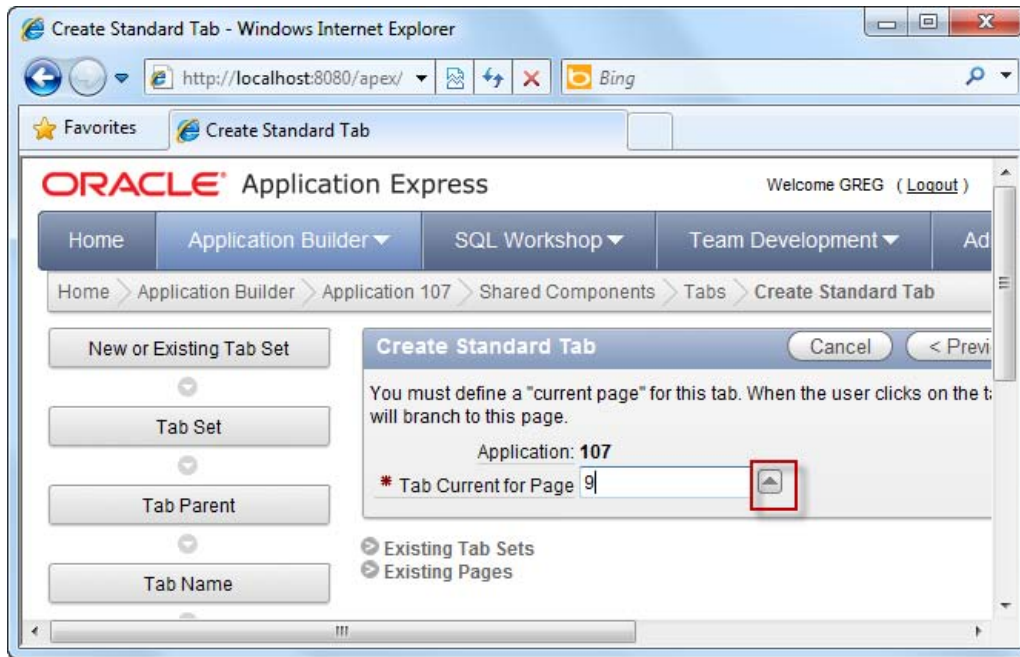 Create Standard Tab - Windows Internet Explorer
http://localhost:8080/apex/
Bing
Favorites
Create Standard Tab
ORACLE Application Express
Welcome GREG ( Logout )
Home
Application Builder
SQL Workshop
Team Development
Ad
Home
Application Builder
Application 107
Shared Components
Tabs
Create Standard Tab
New or Existing Tab Set
Tab Set
Tab Parent
Tab Name
Create Standard Tab
Cancel
< Previ
You must define a "current page" for this tab. When the user clicks on the ta
will branch to this page.
Application: 107
* Tab Current for Page 9
Existing Tab Sets
Existing Pages